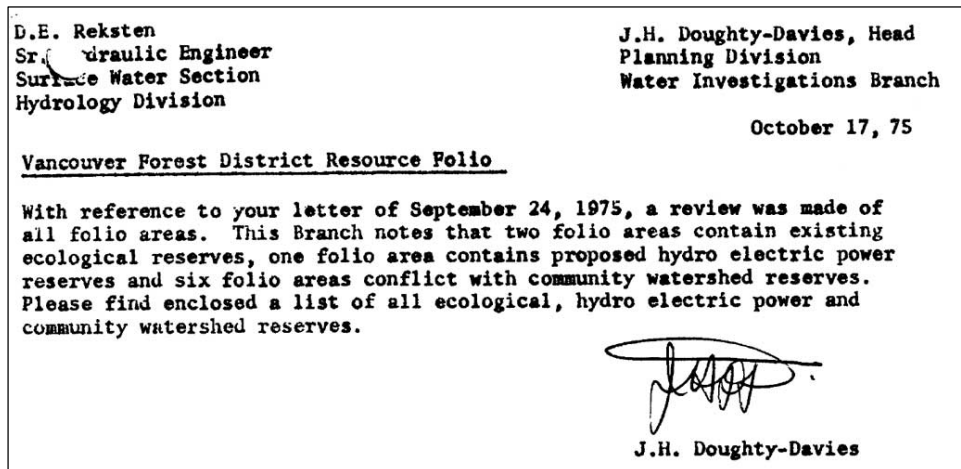 D.E. Reksten
Sr. Hydraulic Engineer
Surface Water Section
Hydrology Division
J.H. Doughty-Davies, Head
Planning Division
Water Investigations Branch
October 17, 75
Vancouver Forest District Resource Folio
With reference to your letter of September 24, 1975, a review was made of
all folio areas. This Branch notes that two folio areas contain existing
ecological reserves, one folio area contains proposed hydro electric power
reserves and six folio areas conflict with community watershed reserves.
Please find enclosed a list of all ecological, hydro electric power and
community watershed reserves.
J.H. Doughty-Davies